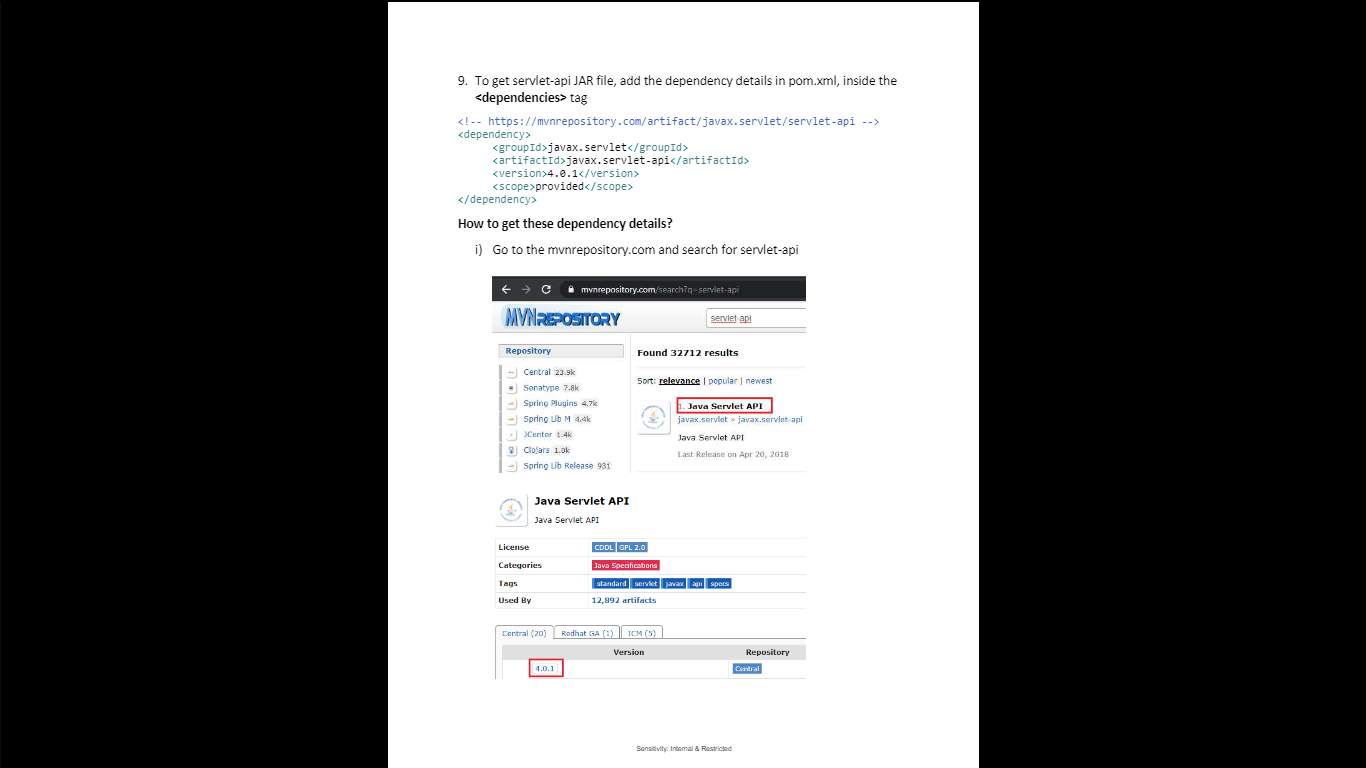 9. To get servlet-api JAR file, add the dependency details in pom.xml, inside the
<dependencies> tag
<!-- https://mvnrepository.com/artifact/javax.servlet/servlet-api -->
<dependency>
<groupId>javax.servlet</groupId>
<artifactId>javax.servlet-api</artifactId>
<version>4.0.1</version>
<scope>provided</scope>
</dependency>
How to get these dependency details?
i) Go to the mvnrepository.com and search for servlet-api
mvnrepository.com/search?q=servlet-api
MVNREPOSITORY
servlet-api
Repository
Central 23.9k
Sonatype 7.8k
Spring Plugins 4.7k
Spring Lib M 4.4k
JCenter 1.4k
Clojars 1.0k
Spring Lib Release 931
Found 32712 results
Sort: relevance | popular | newest
1. Java Servlet API
javax.servlet » javax.servlet-api
Java Servlet API
Last Release on Apr 20, 2018
Java Servlet API
Java Servlet API
License CDDL GPL 2.0
Categories Java Specifications
Tags standard servlet javax api specs
Used By 12,892 artifacts
Central (20) Redhat GA (1) ICM (5)
Version Repository
4.0.1 Central
Sensitivity: Internal & Restricted